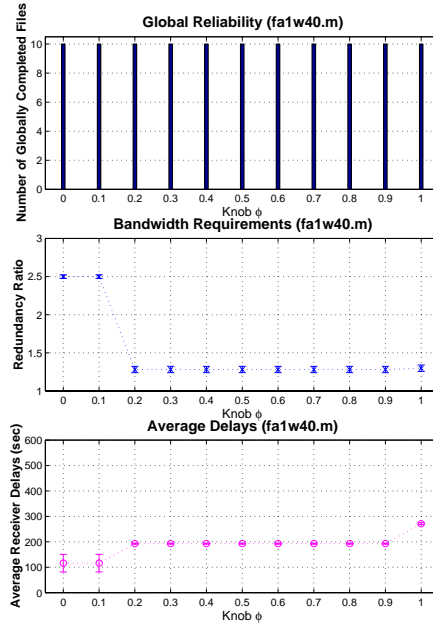 Global Reliability (fa1w40.m)
Number of Globally Completed Files
10
8
6
4
2
0
0 0.1 0.2 0.3 0.4 0.5 0.6 0.7 0.8 0.9 1
Knob ϕ
Bandwidth Requirements (fa1w40.m)
Redundancy Ratio
3
2.5
2
1.5
1
0 0.1 0.2 0.3 0.4 0.5 0.6 0.7 0.8 0.9 1
Knob ϕ
Average Delays (fa1w40.m)
Average Receiver Delays (sec)
600
500
400
300
200
100
0
0 0.1 0.2 0.3 0.4 0.5 0.6 0.7 0.8 0.9 1
Knob ϕ